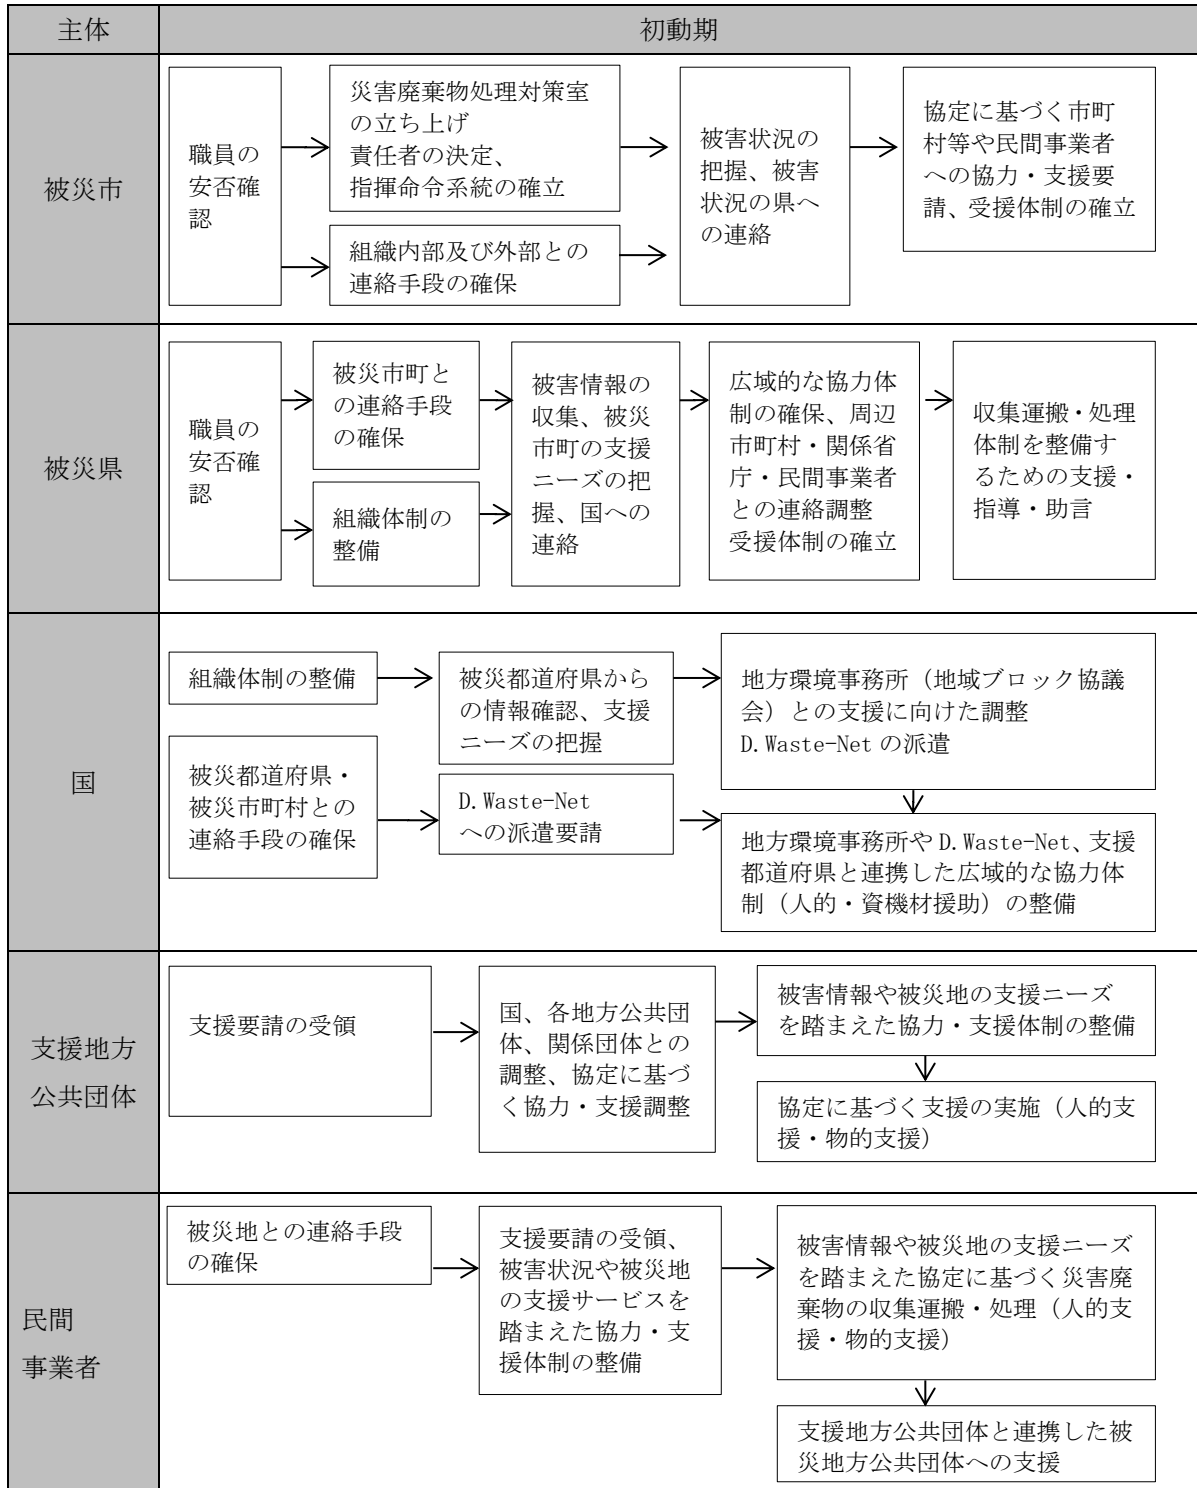 主体
初動期
被災市
職員の
安否確
認
災害廃棄物処理対策室
の立ち上げ
責任者の決定、
指揮命令系統の確立
組織内部及び外部との
連絡手段の確保
被害状況の
把握、被害
状況の県へ
の連絡
協定に基づく市町
村等や民間事業者
への協力・支援要
請、受援体制の確立
被災県
職員の
安否確
認
被災市町と
の連絡手段
の確保
組織体制の
整備
被害情報の
収集、被災
市町の支援
ニーズの把
握、国への
連絡
広域的な協力体
制の確保、周辺
市町村・関係省
庁・民間事業者
との連絡調整
受援体制の確立
収集運搬・処理
体制を整備す
るための支援・
指導・助言
国
組織体制の整備
被災都道府県・
被災市町村との
連絡手段の確保
被災都道府県から
の情報確認、支援
ニーズの把握
D.Waste-Net
への派遣要請
地方環境事務所（地域ブロック協議
会）との支援に向けた調整
D.Waste-Net の派遣
地方環境事務所や D.Waste-Net、支援
都道府県と連携した広域的な協力体
制（人的・資機材援助）の整備
支援地方
公共団体
支援要請の受領
国、各地方公共団
体、関係団体との
調整、協定に基づ
く協力・支援調整
被害情報や被災地の支援ニーズ
を踏まえた協力・支援体制の整備
協定に基づく支援の実施（人的支
援・物的支援）
民間
事業者
被災地との連絡手段
の確保
支援要請の受領、
被害状況や被災地
の支援サービスを
踏まえた協力・支
援体制の整備
被害情報や被災地の支援ニーズ
を踏まえた協定に基づく災害廃
棄物の収集運搬・処理（人的支
援・物的支援）
支援地方公共団体と連携した被
災地方公共団体への支援